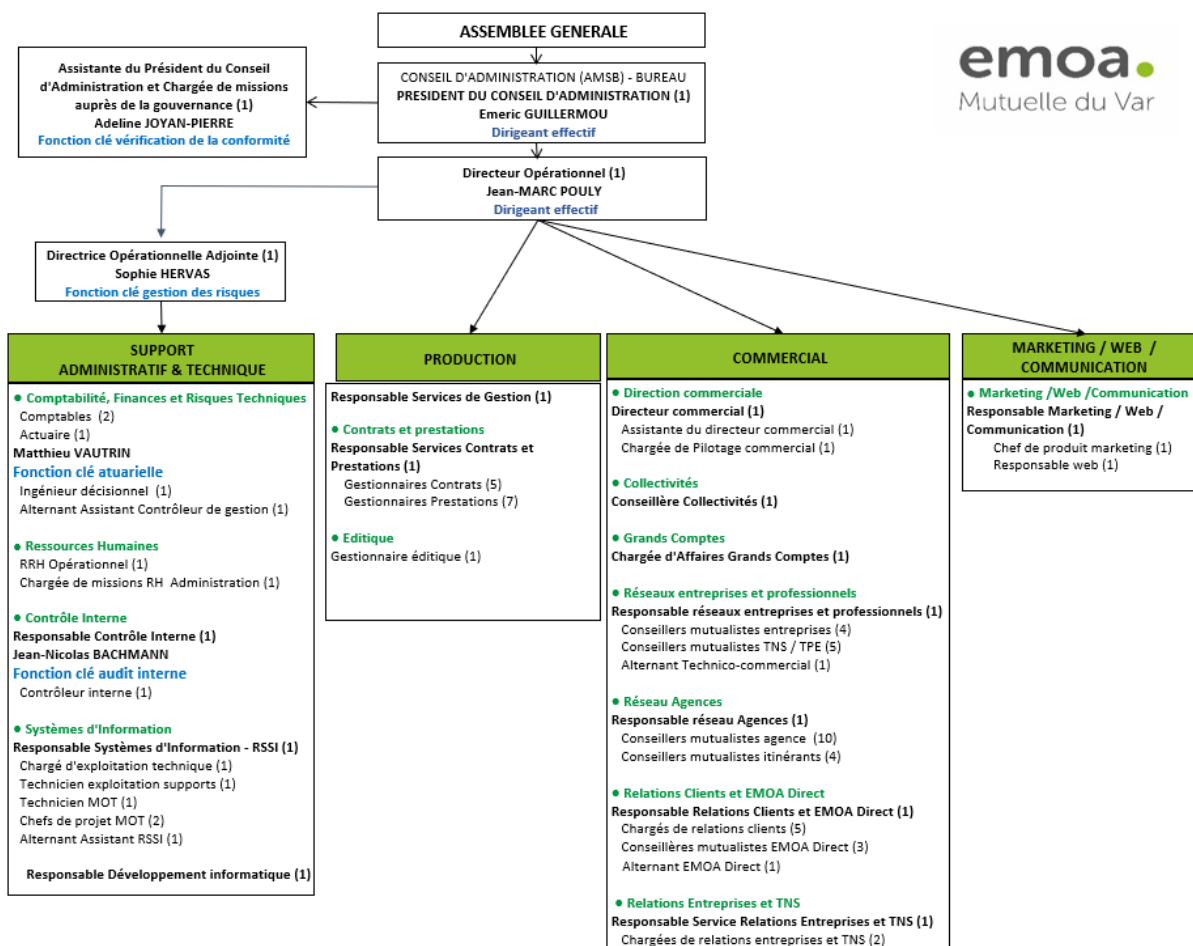 ASSEMBLEE GENERALE
emoa.
Mutuelle du Var
Assistante du Président du Conseil
d'Administration et Chargée de missions
auprès de la gouvernance (1)
Adeline JOYAN-PIERRE
Fonction clé vérification de la conformité
CONSEIL D'ADMINISTRATION (AMSB) - BUREAU
PRESIDENT DU CONSEIL D'ADMINISTRATION (1)
Emeric GUILLERMOU
Dirigeant effectif
Directeur Opérationnel (1)
Jean-MARC POULY
Dirigeant effectif
Directrice Opérationnelle Adjointe (1)
Sophie HERVAS
Fonction clé gestion des risques
SUPPORT
ADMINISTRATIF & TECHNIQUE
● Comptabilité, Finances et Risques Techniques
Comptables (2)
Actuaire (1)
Matthieu VAUTRIN
Fonction clé atuarielle
Ingénieur décisionnel (1)
Alternant Assistant Contrôleur de gestion (1)
● Ressources Humaines
RRH Opérationnel (1)
Chargée de missions RH Administration (1)
● Contrôle Interne
Responsable Contrôle Interne (1)
Jean-Nicolas BACHMANN
Fonction clé audit interne
Contrôleur interne (1)
● Systèmes d'Information
Responsable Systèmes d'Information - RSSI (1)
Chargé d'exploitation technique (1)
Technicien exploitation supports (1)
Technicien MOT (1)
Chefs de projet MOT (2)
Alternant Assistant RSSI (1)
Responsable Développement informatique (1)
PRODUCTION
Responsable Services de Gestion (1)
● Contrats et prestations
Responsable Services Contrats et
Prestations (1)
Gestionnaires Contrats (5)
Gestionnaires Prestations (7)
● Editique
Gestionnaire éditique (1)
COMMERCIAL
● Direction commerciale
Directeur commercial (1)
Assistante du directeur commercial (1)
Chargée de Pilotage commercial (1)
● Collectivités
Conseillère Collectivités (1)
● Grands Comptes
Chargée d'Affaires Grands Comptes (1)
● Réseaux entreprises et professionnels
Responsable réseaux entreprises et professionnels (1)
Conseillers mutualistes entreprises (4)
Conseillers mutualistes TNS / TPE (5)
Alternant Technico-commercial (1)
● Réseau Agences
Responsable réseau Agences (1)
Conseillers mutualistes agence (10)
Conseillers mutualistes itinérants (4)
● Relations Clients et EMOA Direct
Responsable Relations Clients et EMOA Direct (1)
Chargés de relations clients (5)
Conseillères mutualistes EMOA Direct (3)
Alternant EMOA Direct (1)
● Relations Entreprises et TNS
Responsable Service Relations Entreprises et TNS (1)
Chargées de relations entreprises et TNS (2)
MARKETING / WEB /
COMMUNICATION
● Marketing /Web /Communication
Responsable Marketing / Web /
Communication (1)
Chef de produit marketing (1)
Responsable web (1)